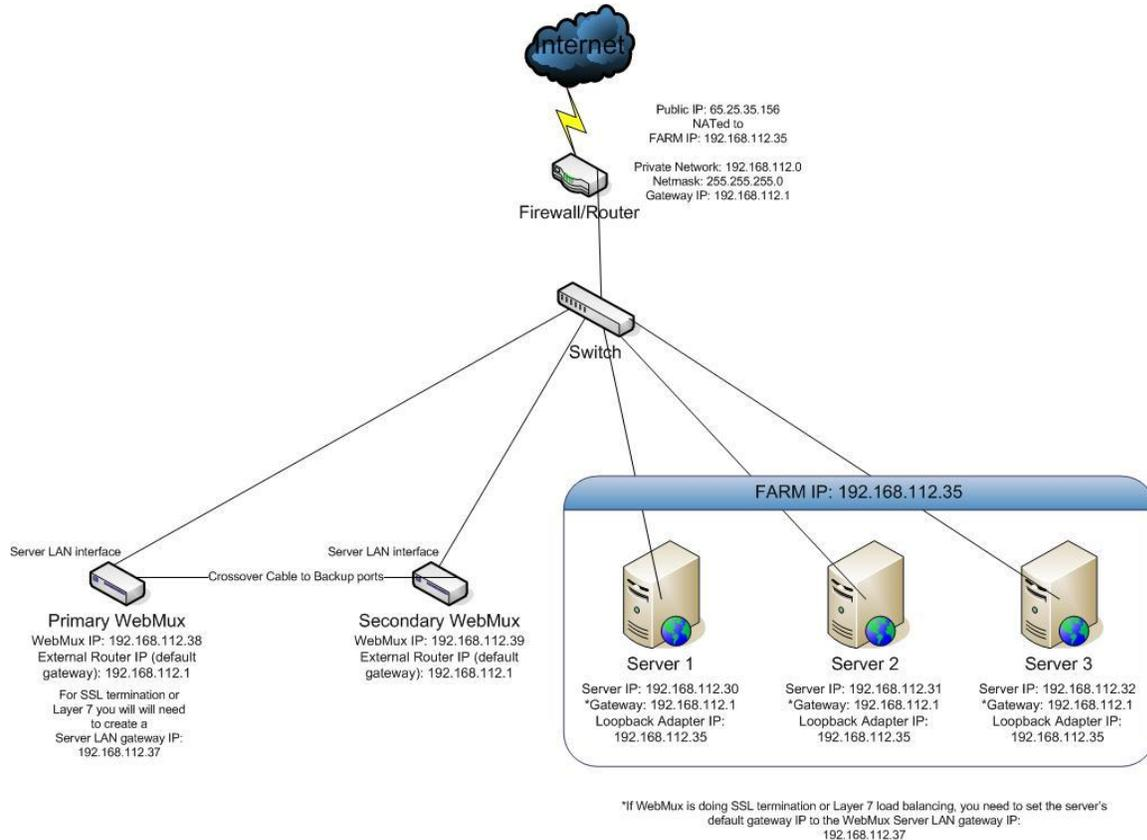 Internet
Public IP: 65.25.35.156
NATed to
FARM IP: 192.168.112.35
Private Network: 192.168.112.0
Netmask: 255.255.255.0
Gateway IP: 192.168.112.1
Firewall/Router
Switch
FARM IP: 192.168.112.35
Server LAN interface
Crossover Cable to Backup ports
Server LAN interface
Primary WebMux
WebMux IP: 192.168.112.38
External Router IP (default
gateway): 192.168.112.1
For SSL termination or
Layer 7 you will will need
to create a
Server LAN gateway IP:
192.168.112.37
Secondary WebMux
WebMux IP: 192.168.112.39
External Router IP (default
gateway): 192.168.112.1
Server 1
Server IP: 192.168.112.30
*Gateway: 192.168.112.1
Loopback Adapter IP:
192.168.112.35
Server 2
Server IP: 192.168.112.31
*Gateway: 192.168.112.1
Loopback Adapter IP:
192.168.112.35
Server 3
Server IP: 192.168.112.32
*Gateway: 192.168.112.1
Loopback Adapter IP:
192.168.112.35
*If WebMux is doing SSL termination or Layer 7 load balancing, you need to set the server's
default gateway IP to the WebMux Server LAN gateway IP:
192.168.112.37